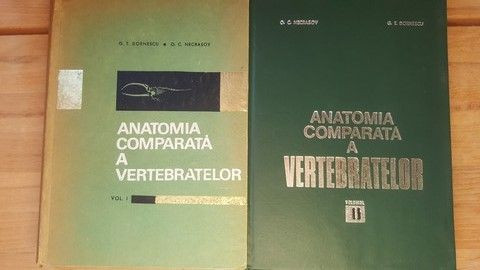 G. T. DORNESCU • O. C. NECRASOV
ANATOMIA
COMPARATĂ
A
VERTEBRATELOR
VOL. I
O. C. NECRASOV G. T. DORNESCU
ANATOMIA
COMPARATĂ
A
VERTEBRATELOR
VOLUMUL
II